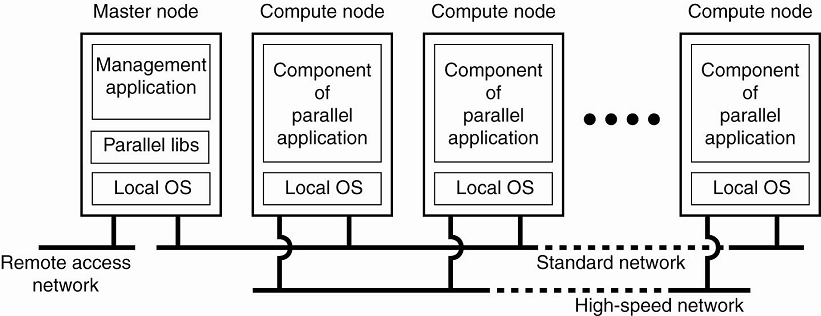 Master node
Compute node
Compute node
Compute node
Management
application
Parallel libs
Local OS
Component
of
parallel
application
Local OS
Component
of
parallel
application
Local OS
Component
of
parallel
application
Local OS
Remote access
network
Standard network
High-speed network